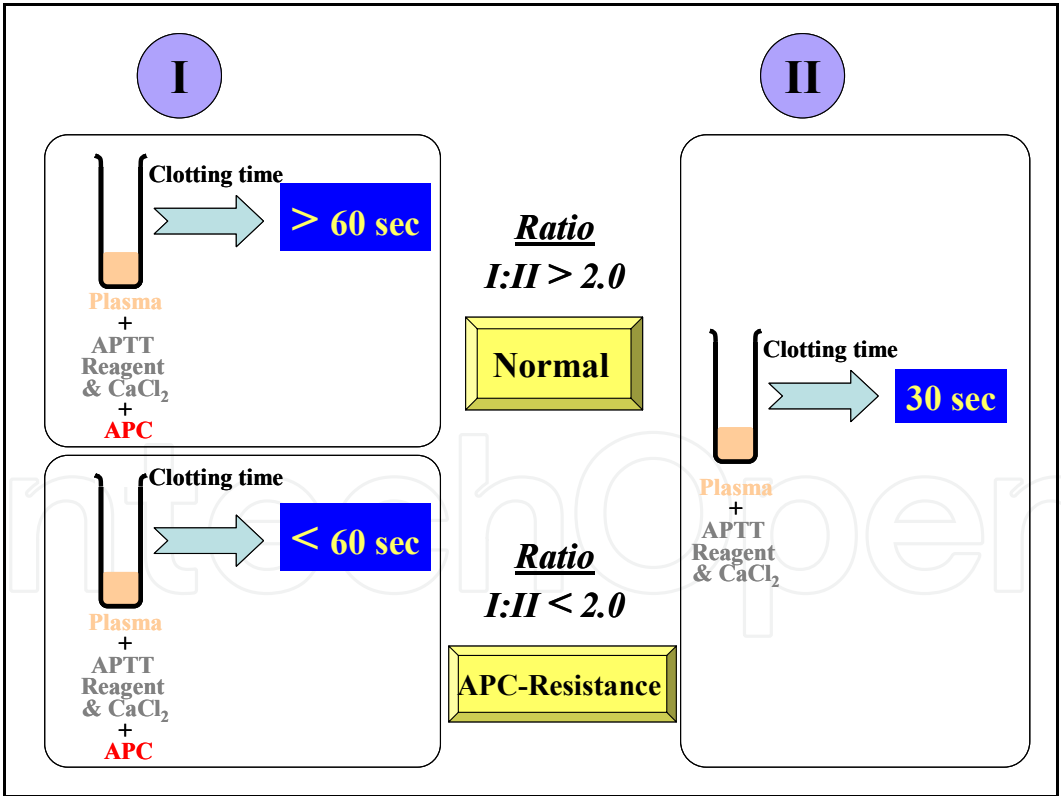 I
II
Clotting time
> 60 sec
Plasma
+
APTT
Reagent
& CaCl₂
+
APC
Ratio
I:II > 2.0
Normal
Clotting time
< 60 sec
Plasma
+
APTT
Reagent
& CaCl₂
+
APC
Ratio
I:II < 2.0
APC-Resistance
Clotting time
30 sec
Plasma
+
APTT
Reagent
& CaCl₂
ntechOpen